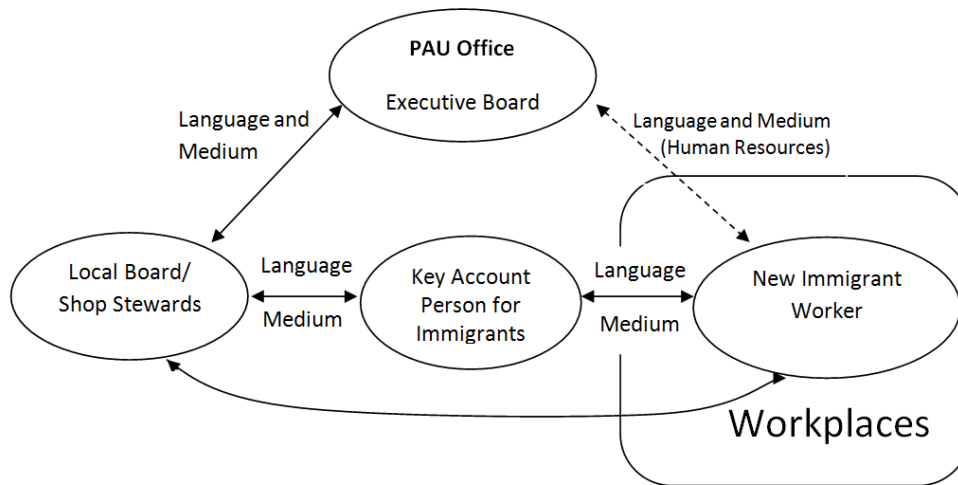 PAU Office
Executive Board
Language and
Medium
Language and Medium
(Human Resources)
Local Board/
Shop Stewards
Language
Medium
Key Account
Person for
Immigrants
Language
Medium
New Immigrant
Worker
Workplaces